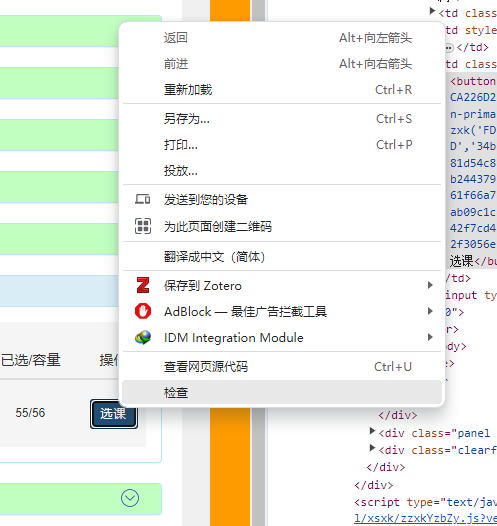 返回 Alt+向左箭头
前进 Alt+向右箭头
重新加载 Ctrl+R
另存为... Ctrl+S
打印... Ctrl+P
投放...
发送到您的设备
为此页面创建二维码
翻译成中文（简体）
保存到 Zotero
AdBlock — 最佳广告拦截工具
IDM Integration Module
查看网页源代码 Ctrl+U
检查
已选/容量 操
55/56 选课
<td class
td style
</td>
td class
<button
CA226D2
n-prima
zxk('FD
D','34b
81d54c8
b244379
61f66a7
ab09c1c
42f7cd4
2f3056e
选课</bu
/td>
input ty
0">
r>
body>
e>
>
</div>
<div class="panel
<div class="clearf
</div>
</div>
<script type="text/ja
l/xsxk/zzxkYzbZy.js?ve